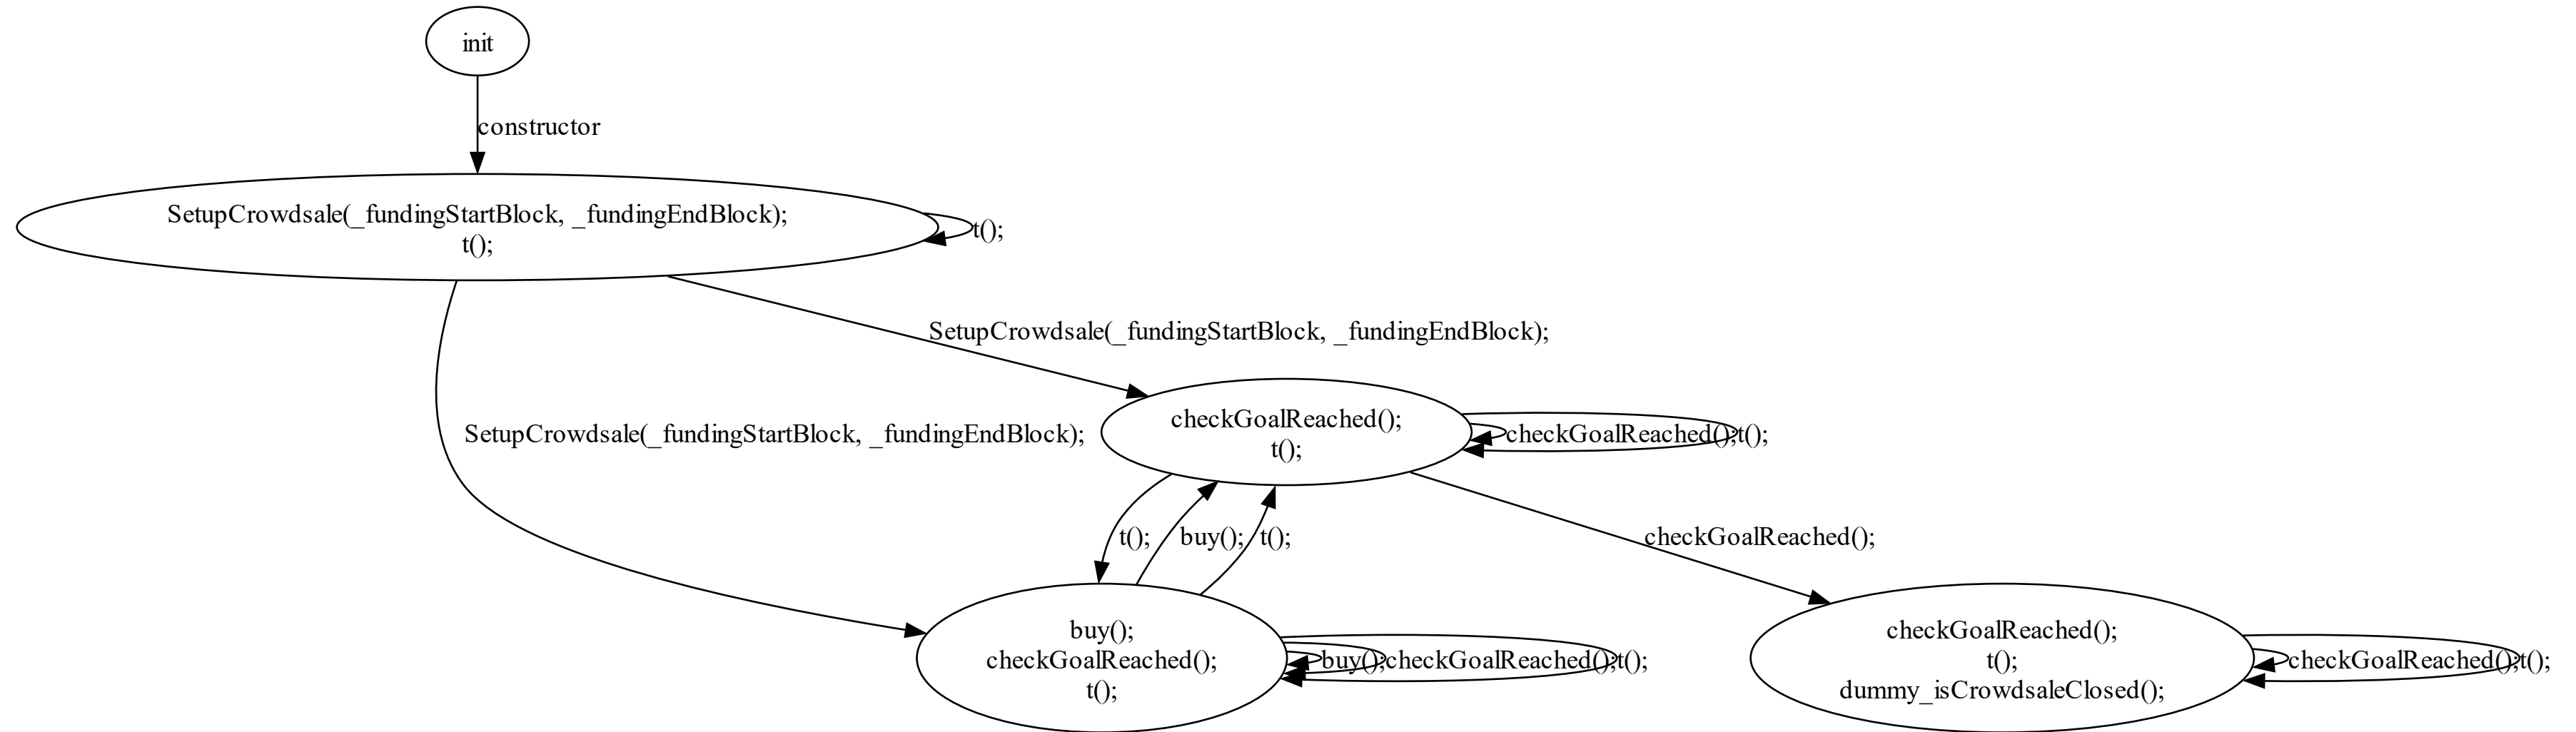 init
constructor
SetupCrowdsale(_fundingStartBlock, _fundingEndBlock);
t();
t();
SetupCrowdsale(_fundingStartBlock, _fundingEndBlock);
SetupCrowdsale(_fundingStartBlock, _fundingEndBlock);
checkGoalReached();
t();
checkGoalReached();
t();
t();
buy();
t();
checkGoalReached();
buy();
checkGoalReached();
t();
buy();
checkGoalReached();
t();
checkGoalReached();
t();
dummy_isCrowdsaleClosed();
checkGoalReached();
t();